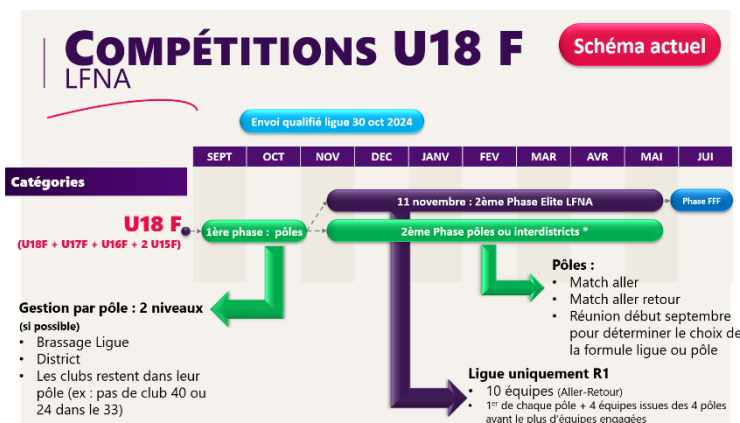 COMPÉTITIONS U18 F
LFNA
Schéma actuel
Envoi qualifié ligue 30 oct 2024
SEPT OCT NOV DEC JANV FEV MAR AVR MAI JUI
Catégories
11 novembre : 2ème Phase Elite LFNA
Phase FFF
U18 F
(U18F + U17F + U16F + 2 U15F)
1ère phase : pôles
2ème Phase pôles ou interdistricts *
Gestion par pôle : 2 niveaux
(si possible)
• Brassage Ligue
• District
• Les clubs restent dans leur
pôle (ex : pas de club 40 ou
24 dans le 33)
Pôles :
• Match aller
• Match aller retour
• Réunion début septembre
pour déterminer le choix de
la formule ligue ou pôle
Ligue uniquement R1
• 10 équipes (Aller-Retour)
• 1er de chaque pôle + 4 équipes issues des 4 pôles
ayant le plus d'équipes engagées